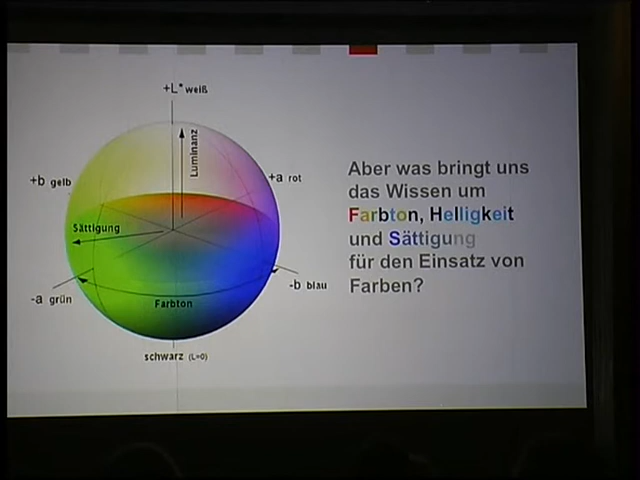 +L* weiß
Luminanz
+b gelb
+a rot
Sättigung
-a grün
-b blau
Farbton
schwarz (L=0)
Aber was bringt uns
das Wissen um
Farbton, Helligkeit
und Sättigung
für den Einsatz von
Farben?